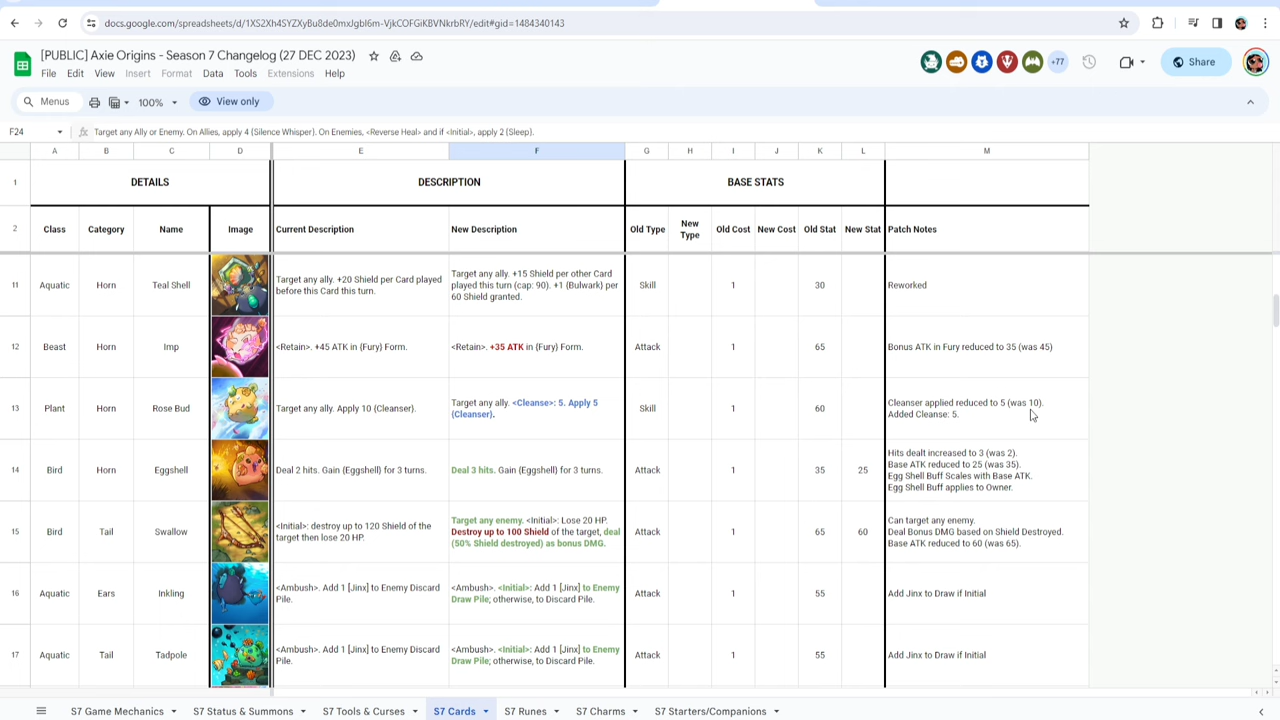 docs.google.com/spreadsheets/d/1XS2Xh4SYZXyBu8de0mxJgbI6m-VjkCOFGiKBVNkrbRY/edit#gid=1484340143
[PUBLIC] Axie Origins - Season 7 Changelog (27 DEC 2023)
File Edit View Insert Format Data Tools Extensions Help
+77
Share
Menus
100%
View only
F24
Target any Ally or Enemy. On Allies, apply 4 {Silence Whisper}. On Enemies, <Reverse Heal> and if <Initial>, apply 2 {Sleep}.
A B C D E F G H I J K L M
1 DETAILS DESCRIPTION BASE STATS
2 Class Category Name Image Current Description New Description Old Type New Type Old Cost New Cost Old Stat New Stat Patch Notes
11 Aquatic Horn Teal Shell
Target any ally. +20 Shield per Card played
before this Card this turn.
Target any ally. +15 Shield per other Card
played this turn (cap: 90). +1 {Bulwark} per
60 Shield granted.
Skill 1 30 Reworked
12 Beast Horn Imp <Retain>. +45 ATK in {Fury} Form. <Retain>. +35 ATK in {Fury} Form. Attack 1 65 Bonus ATK in Fury reduced to 35 (was 45)
13 Plant Horn Rose Bud Target any ally. Apply 10 {Cleanser}.
Target any ally. <Cleanse>: 5. Apply 5
{Cleanser}.
Skill 1 60
Cleanser applied reduced to 5 (was 10).
Added Cleanse: 5.
14 Bird Horn Eggshell Deal 2 hits. Gain {Eggshell} for 3 turns. Deal 3 hits. Gain {Eggshell} for 3 turns. Attack 1 35 25
Hits dealt increased to 3 (was 2).
Base ATK reduced to 25 (was 35).
Egg Shell Buff Scales with Base ATK.
Egg Shell Buff applies to Owner.
15 Bird Tail Swallow
<Initial>: destroy up to 120 Shield of the
target then lose 20 HP.
Target any enemy. <Initial>: Lose 20 HP.
Destroy up to 100 Shield of the target, deal
(50% Shield destroyed) as bonus DMG.
Attack 1 65 60
Can target any enemy.
Deal Bonus DMG based on Shield Destroyed.
Base ATK reduced to 60 (was 65).
16 Aquatic Ears Inkling
<Ambush>. Add 1 [Jinx] to Enemy Discard
Pile.
<Ambush>. <Initial>: Add 1 [Jinx] to Enemy
Draw Pile; otherwise, to Discard Pile.
Attack 1 55 Add Jinx to Draw if Initial
17 Aquatic Tail Tadpole
<Ambush>. Add 1 [Jinx] to Enemy Discard
Pile.
<Ambush>. <Initial>: Add 1 [Jinx] to Enemy
Draw Pile; otherwise, to Discard Pile.
Attack 1 55 Add Jinx to Draw if Initial
S7 Game Mechanics S7 Status & Summons S7 Tools & Curses S7 Cards S7 Runes S7 Charms S7 Starters/Companions